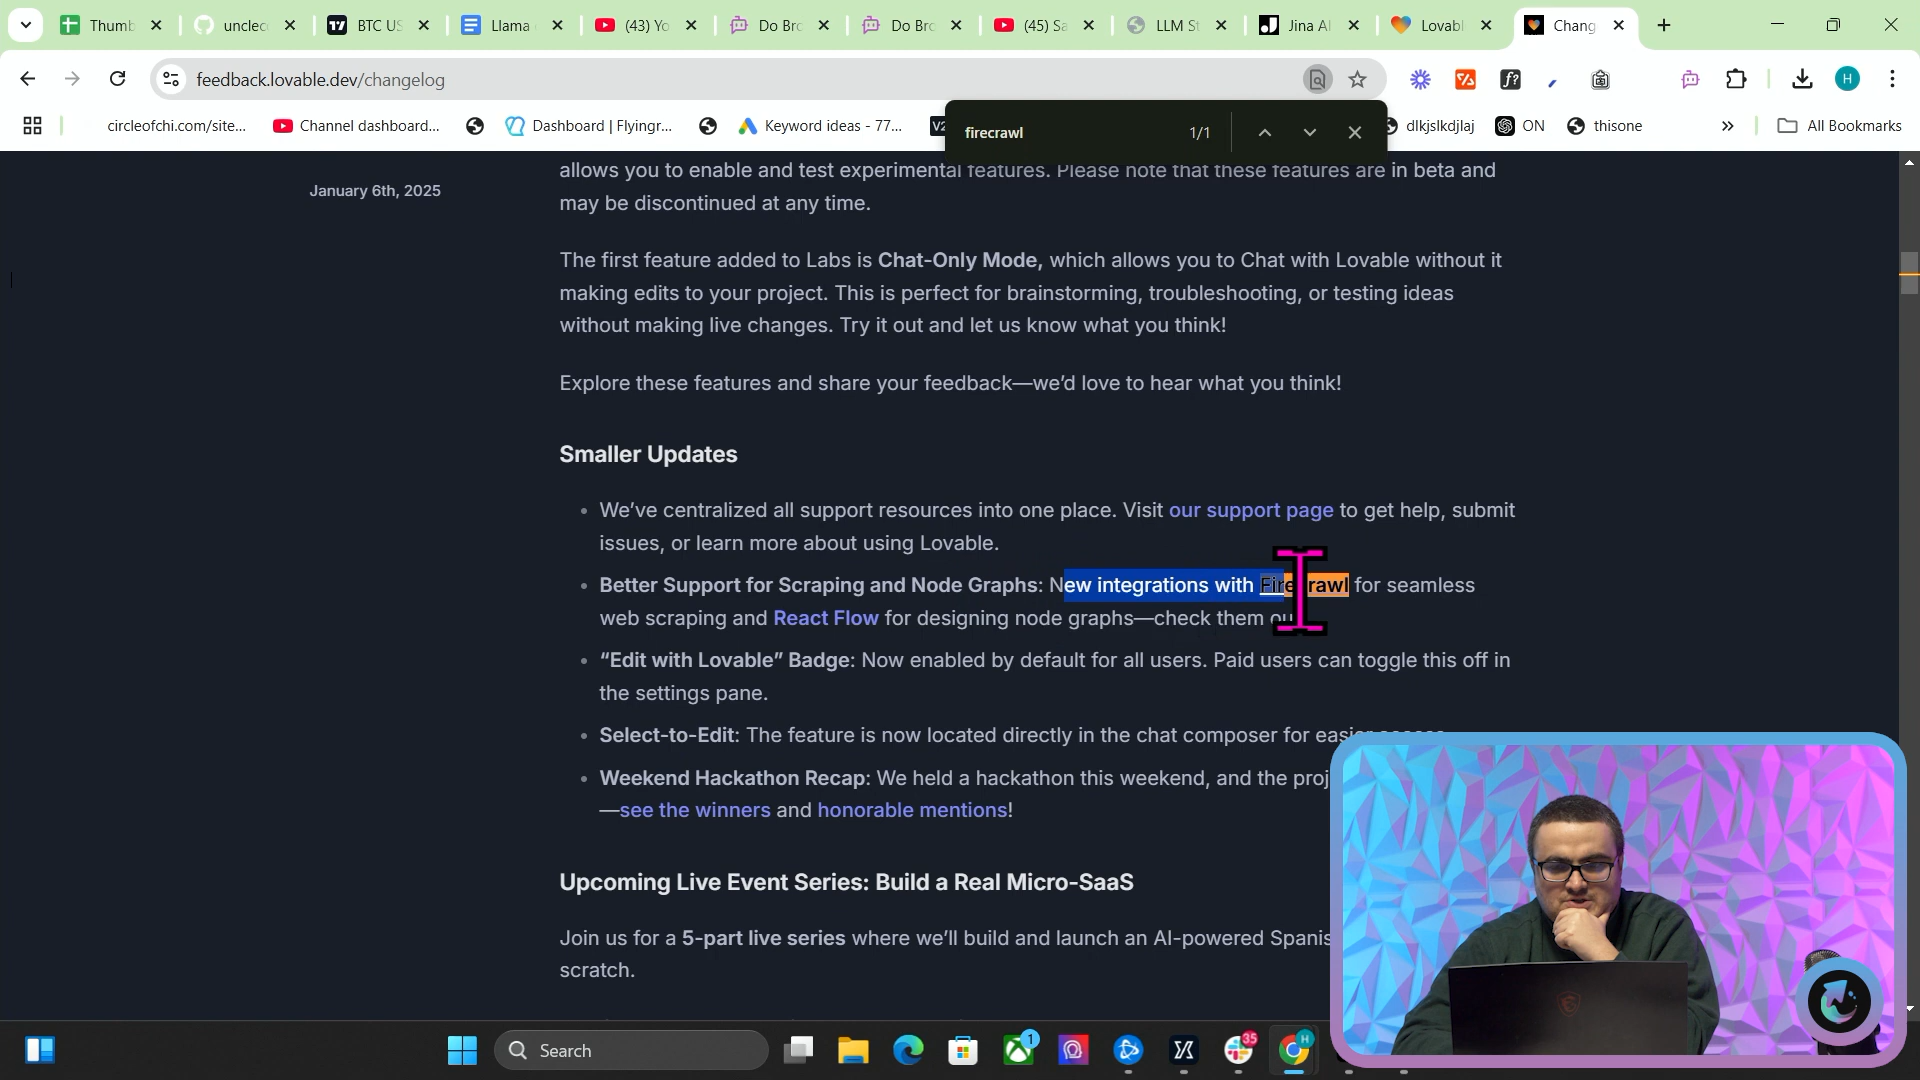 Thumb
unclec
BTC US
Llama
(43) Yo
Do Bro
Do Bro
(45) Sa
LLM St
Jina AI
Lovabl
Chang
feedback.lovable.dev/changelog
circleofchi.com/site...
Channel dashboard...
Dashboard | Flyingr...
Keyword ideas - 77...
dlkjslkdjlaj
ON
thisone
All Bookmarks
firecrawl
1/1
January 6th, 2025
allows you to enable and test experimental features. Please note that these features are in beta and
may be discontinued at any time.
The first feature added to Labs is Chat-Only Mode, which allows you to Chat with Lovable without it
making edits to your project. This is perfect for brainstorming, troubleshooting, or testing ideas
without making live changes. Try it out and let us know what you think!
Explore these features and share your feedback—we'd love to hear what you think!
Smaller Updates
We've centralized all support resources into one place. Visit our support page to get help, submit
issues, or learn more about using Lovable.
Better Support for Scraping and Node Graphs: New integrations with Firecrawl for seamless
web scraping and React Flow for designing node graphs—check them ou
“Edit with Lovable” Badge: Now enabled by default for all users. Paid users can toggle this off in
the settings pane.
Select-to-Edit: The feature is now located directly in the chat composer for easier access
Weekend Hackathon Recap: We held a hackathon this weekend, and the proj
—see the winners and honorable mentions!
Upcoming Live Event Series: Build a Real Micro-SaaS
Join us for a 5-part live series where we'll build and launch an AI-powered Spanis
scratch.
Search
1
35